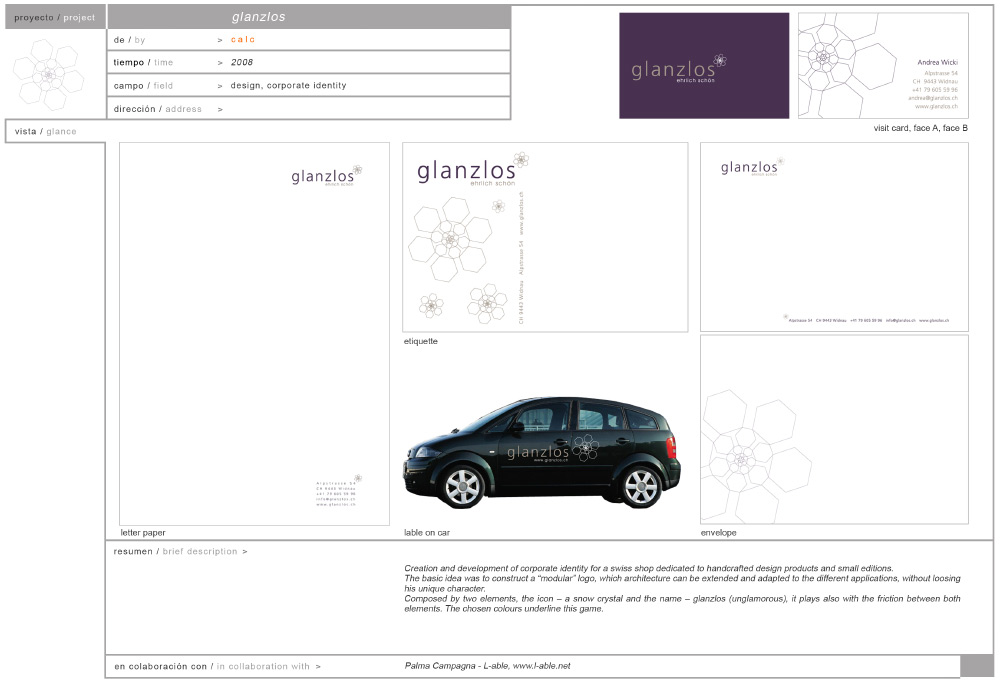 proyecto / project
glanzlos
de / by > calc
tiempo / time > 2008
campo / field > design, corporate identity
dirección / address >
vista / glance
glanzlos
ehrlich schön
Andrea Wicki
Alpstrasse 54
CH 9443 Widnau
+41 79 605 59 96
andrea@glanzlos.ch
www.glanzlos.ch
visit card, face A, face B
glanzlos
ehrlich schön
Alpstrasse 54
CH 9443 Widnau
+41 79 605 59 96
info@glanzlos.ch
www.glanzlos.ch
letter paper
glanzlos
ehrlich schön
CH 9443 Widnau Alpstrasse 54 www.glanzlos.ch
etiquette
glanzlos
ehrlich schön
Alpstrasse 54 CH 9443 Widnau +41 79 605 59 96 info@glanzlos.ch www.glanzlos.ch
glanzlos
www.glanzlos.ch
lable on car
envelope
resumen / brief description >
Creation and development of corporate identity for a swiss shop dedicated to handcrafted design products and small editions.
The basic idea was to construct a “modular” logo, which architecture can be extended and adapted to the different applications, without loosing
his unique character.
Composed by two elements, the icon – a snow crystal and the name – glanzlos (unglamorous), it plays also with the friction between both
elements. The chosen colours underline this game.
en colaboración con / in collaboration with >
Palma Campagna - L-able, www.l-able.net